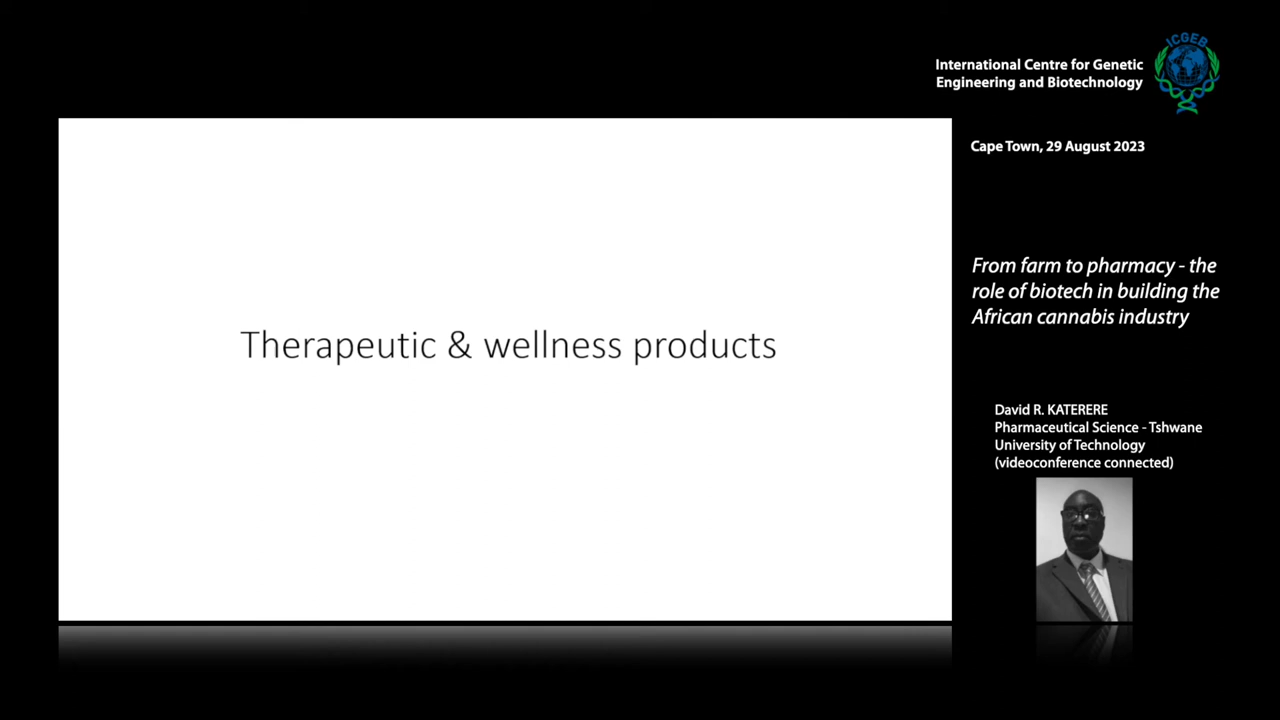 ICGEB
International Centre for Genetic
Engineering and Biotechnology
Cape Town, 29 August 2023
Therapeutic & wellness products
From farm to pharmacy - the
role of biotech in building the
African cannabis industry
David R. KATERERE
Pharmaceutical Science - Tshwane
University of Technology
(videoconference connected)